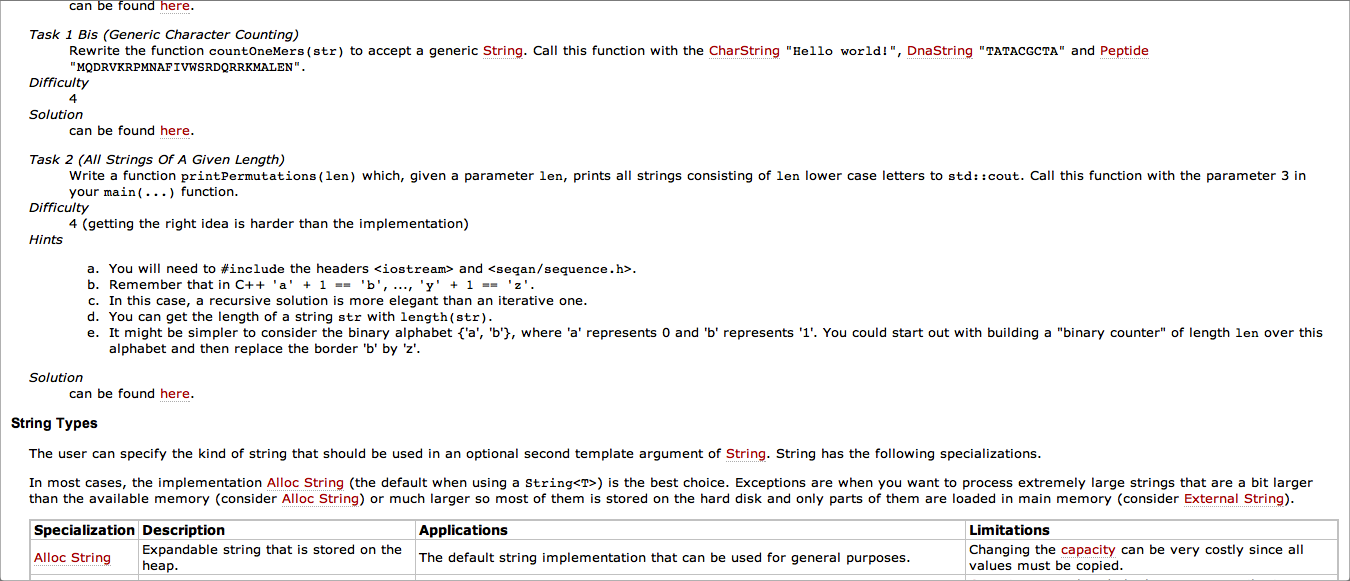 can be found here.
Task 1 Bis (Generic Character Counting)
Rewrite the function countOneMers(str) to accept a generic String. Call this function with the CharString "Hello world!", DnaString "TATACGCTA" and Peptide
"MQDRVKRPMNAFIVWSRDQRRKMALEN".
Difficulty
4
Solution
can be found here.
Task 2 (All Strings Of A Given Length)
Write a function printPermutations(len) which, given a parameter len, prints all strings consisting of len lower case letters to std::cout. Call this function with the parameter 3 in
your main(...) function.
Difficulty
4 (getting the right idea is harder than the implementation)
Hints
a. You will need to #include the headers <iostream> and <seqan/sequence.h>.
b. Remember that in C++ 'a' + 1 == 'b', ..., 'y' + 1 == 'z'.
c. In this case, a recursive solution is more elegant than an iterative one.
d. You can get the length of a string str with length(str).
e. It might be simpler to consider the binary alphabet {'a', 'b'}, where 'a' represents 0 and 'b' represents '1'. You could start out with building a "binary counter" of length len over this
alphabet and then replace the border 'b' by 'z'.
Solution
can be found here.
String Types
The user can specify the kind of string that should be used in an optional second template argument of String. String has the following specializations.
In most cases, the implementation Alloc String (the default when using a String<T>) is the best choice. Exceptions are when you want to process extremely large strings that are a bit larger
than the available memory (consider Alloc String) or much larger so most of them is stored on the hard disk and only parts of them are loaded in main memory (consider External String).
Specialization Description Applications Limitations
Alloc String
Expandable string that is stored on the
heap.
The default string implementation that can be used for general purposes.
Changing the capacity can be very costly since all
values must be copied.